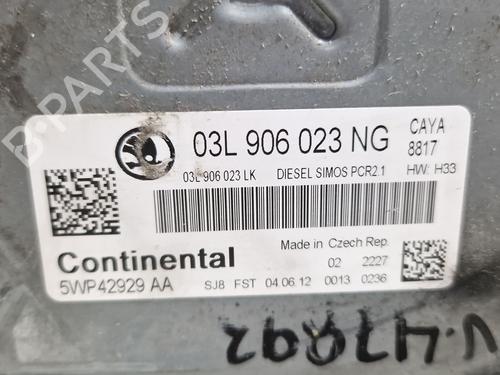 03L 906 023 NG
CAYA
8817
03L 906 023 LK DIESEL SIMOS PCR2.1 HW: H33
Continental
Made in Czech Rep.
02 2227
5WP42929 AA SJ8 FST 04.06.12 0013 0236
V.47892
B-PARTS